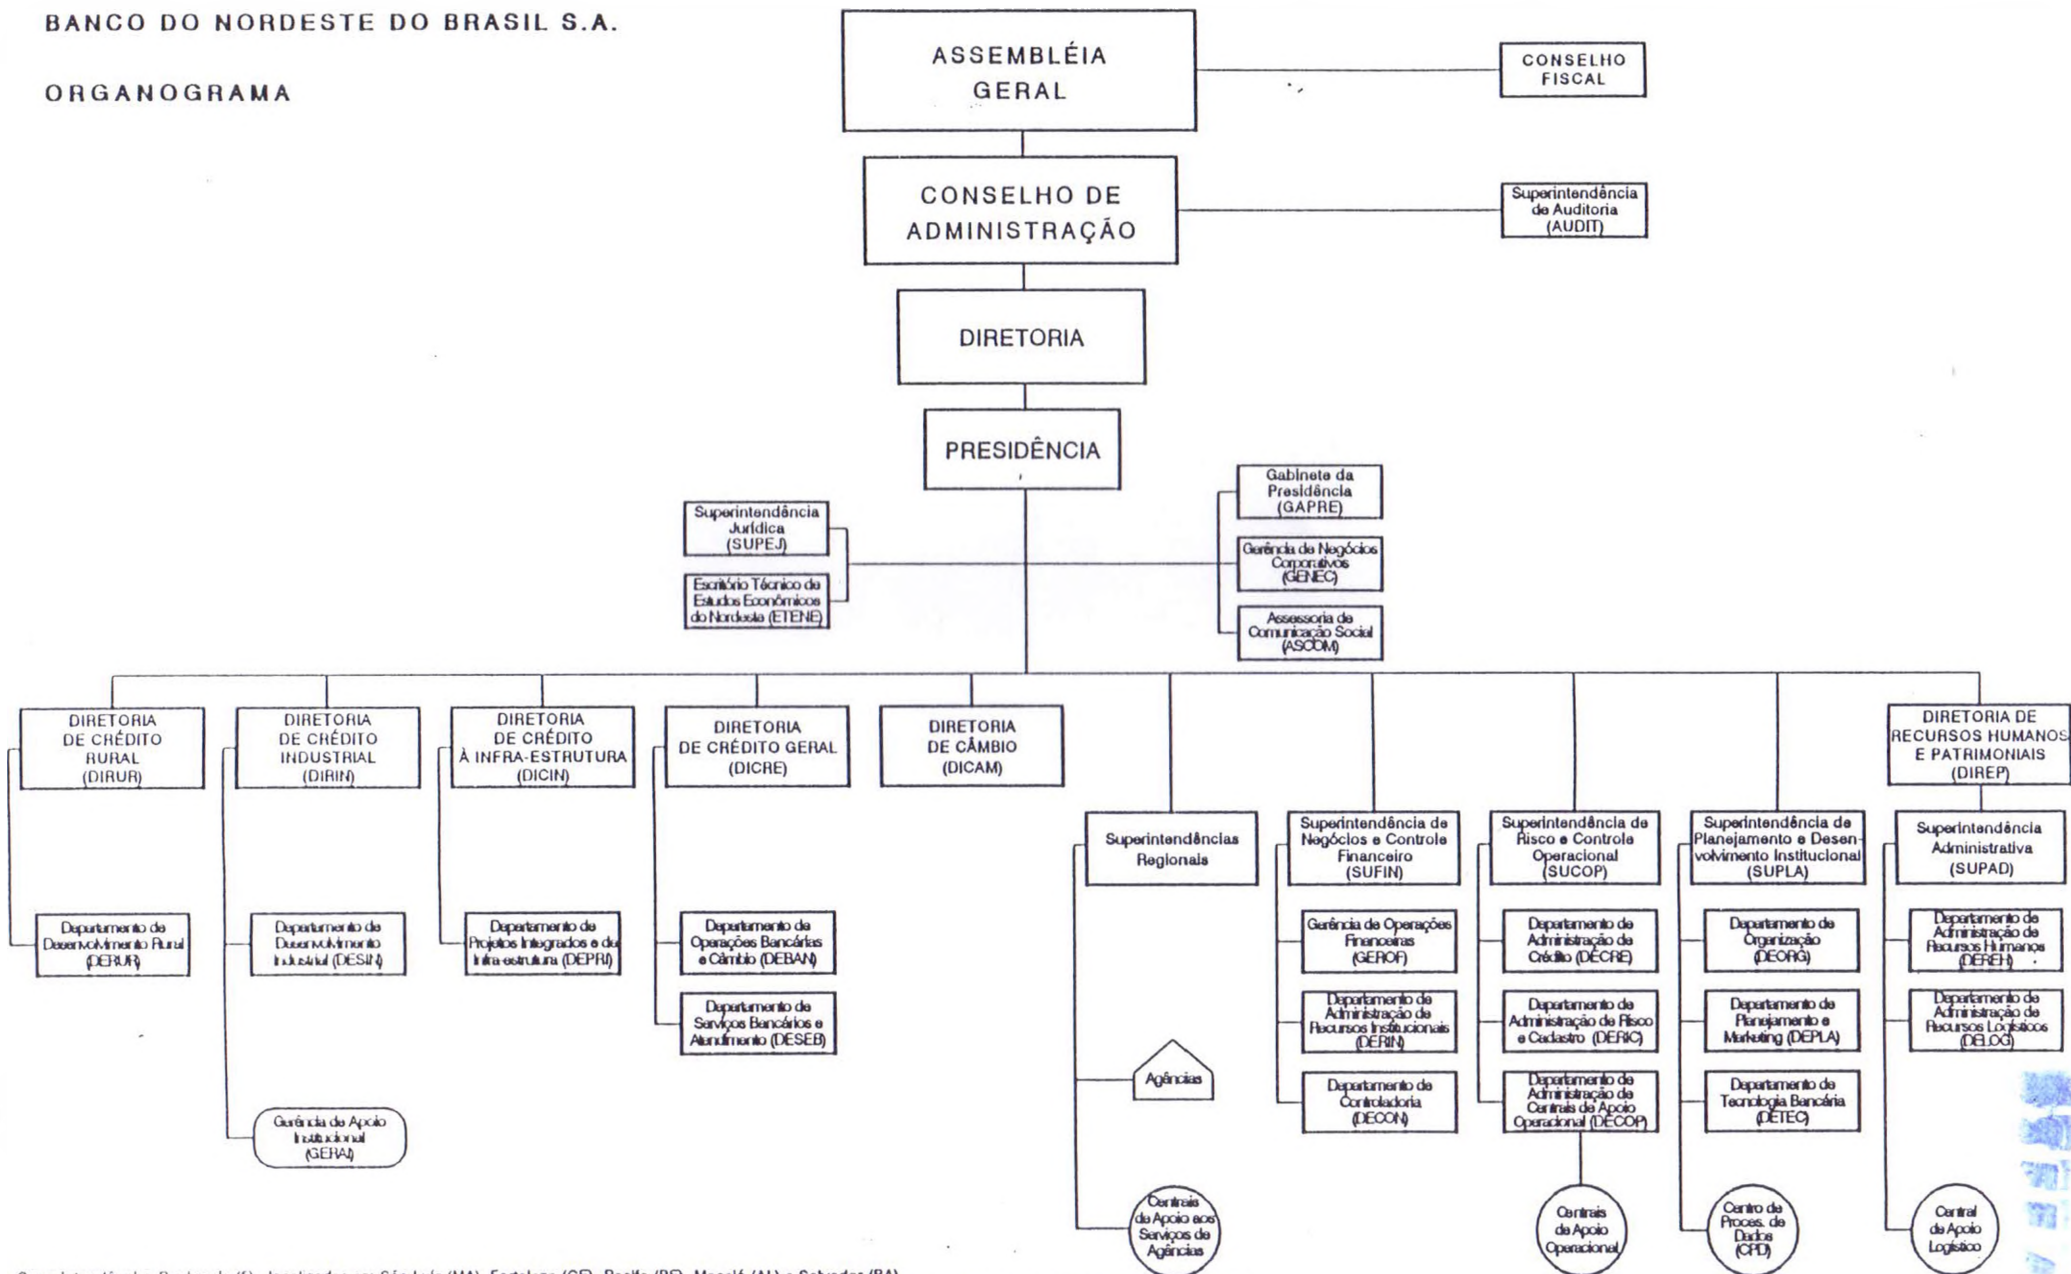 BANCO DO NORDESTE DO BRASIL S.A.
ORGANOGRAMA
ASSEMBLÉIA
GERAL
CONSELHO
FISCAL
CONSELHO DE
ADMINISTRAÇÃO
Superintendência
de Auditoria
(AUDIT)
DIRETORIA
PRESIDÊNCIA
Superintendência
Jurídica
(SUPEJ)
Escritório Técnico de
Estudos Econômicos
do Nordeste (ETENE)
Gabinete da
Presidência
(GAPRE)
Gerência de Negócios
Corporativos
(GENEC)
Assessoria de
Comunicação Social
(ASCOM)
DIRETORIA
DE CRÉDITO
RURAL
(DIRUR)
DIRETORIA
DE CRÉDITO
INDUSTRIAL
(DIRIN)
DIRETORIA
DE CRÉDITO
À INFRA-ESTRUTURA
(DICIN)
DIRETORIA
DE CRÉDITO GERAL
(DICRE)
DIRETORIA
DE CÂMBIO
(DICAM)
DIRETORIA DE
RECURSOS HUMANOS
E PATRIMONIAIS
(DIREP)
Superintendências
Regionais
Superintendência de
Negócios e Controle
Financeiro
(SUFIN)
Superintendência de
Risco e Controle
Operacional
(SUCOP)
Superintendência de
Planejamento e Desen-
volvimento Institucional
(SUPLA)
Superintendência
Administrativa
(SUPAD)
Departamento de
Desenvolvimento Rural
(DERUR)
Departamento de
Desenvolvimento
Industrial (DESIN)
Departamento de
Projetos Integrados e de
Infra-estrutura (DEPRI)
Departamento de
Operações Bancárias
e Câmbio (DEBAN)
Departamento de
Serviços Bancários e
Atendimento (DESEB)
Gerência de Apoio
Institucional
(GERAI)
Agências
Centrais
de Apoio aos
Serviços de
Agências
Gerência de Operações
Financeiras
(GEROF)
Departamento de
Administração de
Recursos Institucionais
(DERIN)
Departamento de
Controladoria
(DECON)
Departamento de
Administração de
Crédito (DECRE)
Departamento de
Administração de Risco
e Cadastro (DERIC)
Departamento de
Administração de
Centrais de Apoio
Operacional (DECOP)
Centrais
de Apoio
Operacional
Departamento de
Organização
(DEORG)
Departamento de
Planejamento e
Marketing (DEPLA)
Departamento de
Tecnologia Bancária
(DETEC)
Centro de
Proces. de
Dados
(CPD)
Departamento de
Administração de
Recursos Humanos
(DEREH)
Departamento de
Administração de
Recursos Logísticos
(DELOG)
Central
de Apoio
Logístico